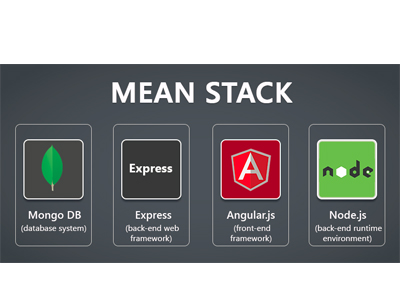 MEAN STACK
Express
A
node
Mongo DB
(database system)
Express
(back-end web
framework)
Angular.js
(front-end
framework)
Node.js
(back-end runtime
environment)